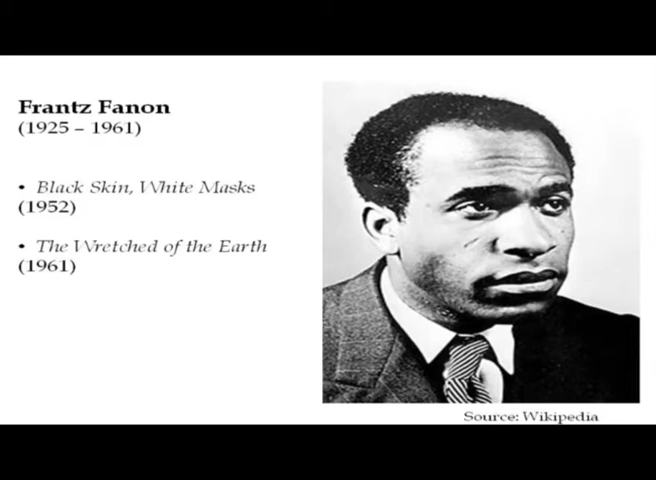 Frantz Fanon
(1925 – 1961)
• Black Skin, White Masks
(1952)
• The Wretched of the Earth
(1961)
Source: Wikipedia